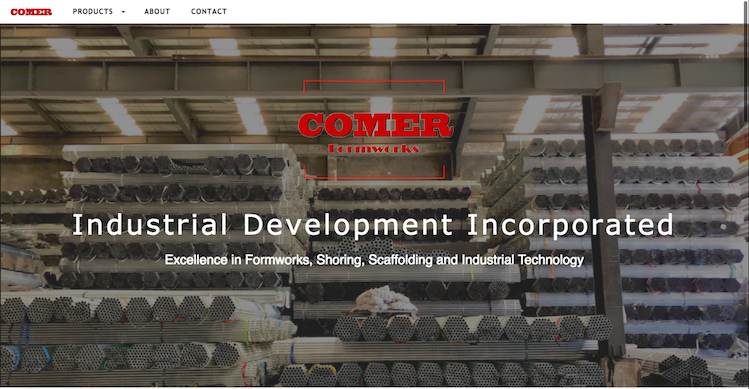 COMER
PRODUCTS
ABOUT
CONTACT
COMER
Formworks
Industrial Development Incorporated
Excellence in Formworks, Shoring, Scaffolding and Industrial Technology